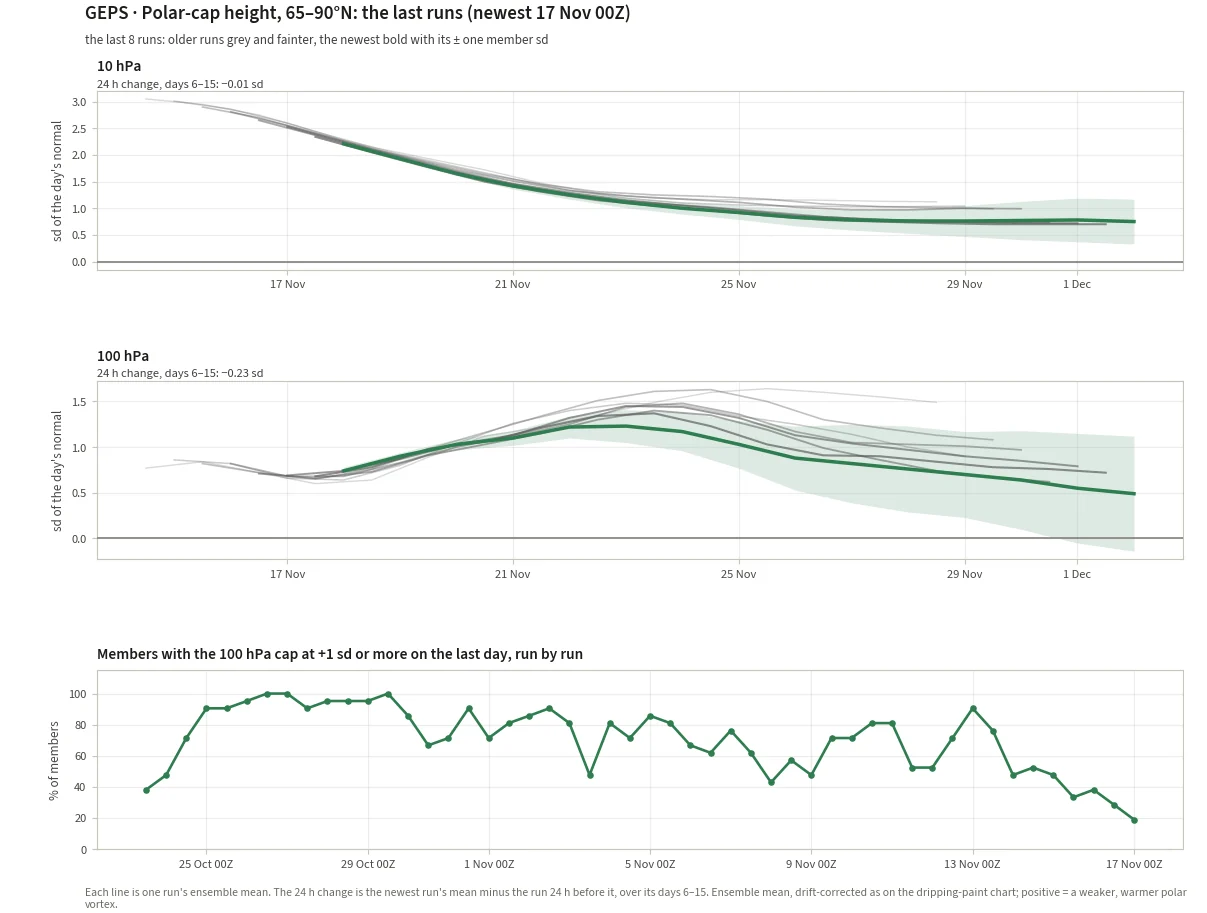 GEPS · Polar-cap height, 65–90°N: the last runs (newest 17 Nov 00Z)
the last 8 runs: older runs grey and fainter, the newest bold with its ± one member sd
10 hPa
24 h change, days 6–15: −0.01 sd
sd of the day's normal
3.0
2.5
2.0
1.5
1.0
0.5
0.0
17 Nov
21 Nov
25 Nov
29 Nov
1 Dec
100 hPa
24 h change, days 6–15: −0.23 sd
sd of the day's normal
1.5
1.0
0.5
0.0
17 Nov
21 Nov
25 Nov
29 Nov
1 Dec
Members with the 100 hPa cap at +1 sd or more on the last day, run by run
% of members
100
80
60
40
20
0
25 Oct 00Z
29 Oct 00Z
1 Nov 00Z
5 Nov 00Z
9 Nov 00Z
13 Nov 00Z
17 Nov 00Z
Each line is one run's ensemble mean. The 24 h change is the newest run's mean minus the run 24 h before it, over its days 6–15. Ensemble mean, drift-corrected as on the dripping-paint chart; positive = a weaker, warmer polar
vortex.